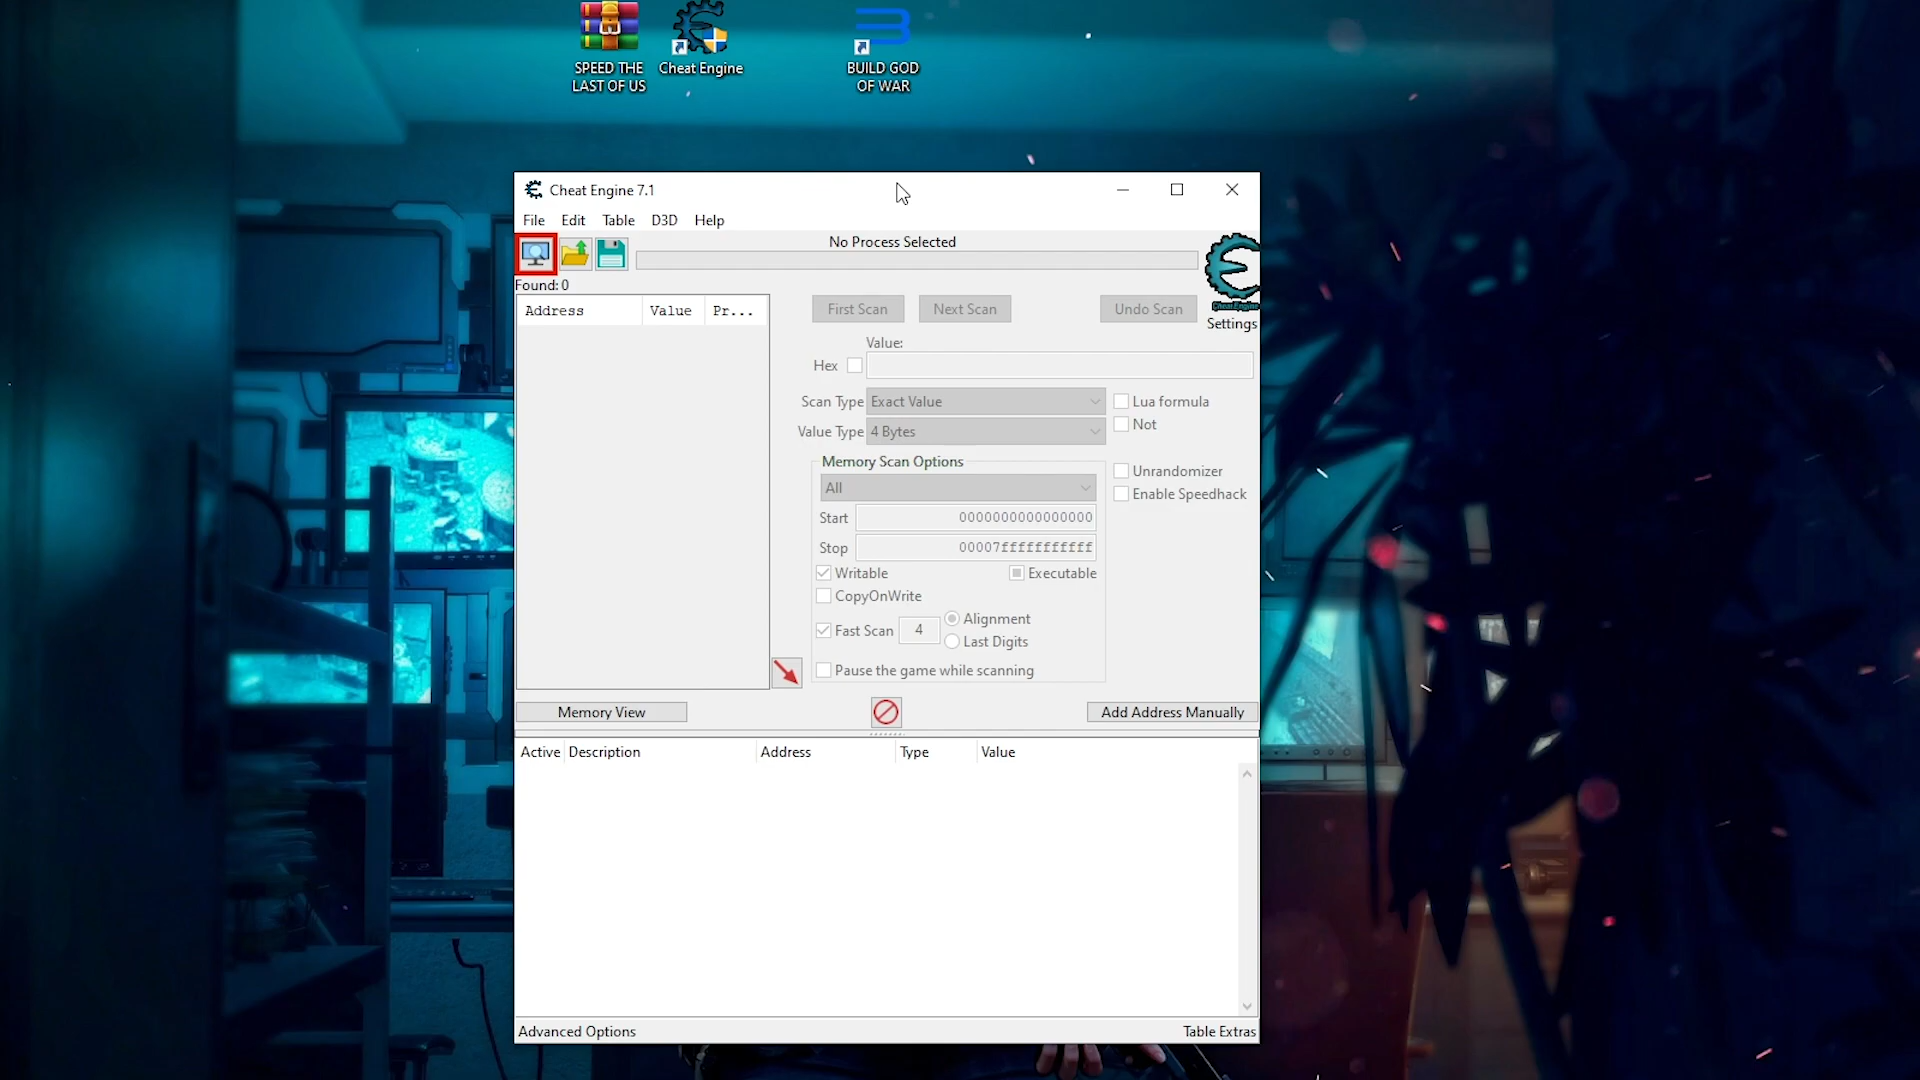 SPEED THE
LAST OF US
Cheat Engine
BUILD GOD
OF WAR
Cheat Engine 7.1
File Edit Table D3D Help
No Process Selected
Found: 0
Address Value Pr...
First Scan Next Scan Undo Scan
Cheat Engine
Settings
Value:
Hex
Scan Type Exact Value
Lua formula
Value Type 4 Bytes
Not
Memory Scan Options
All
Unrandomizer
Enable Speedhack
Start 0000000000000000
Stop 00007fffffffffff
Writable Executable
CopyOnWrite
Fast Scan 4 Alignment
Last Digits
Pause the game while scanning
Memory View Add Address Manually
Active Description Address Type Value
Advanced Options Table Extras